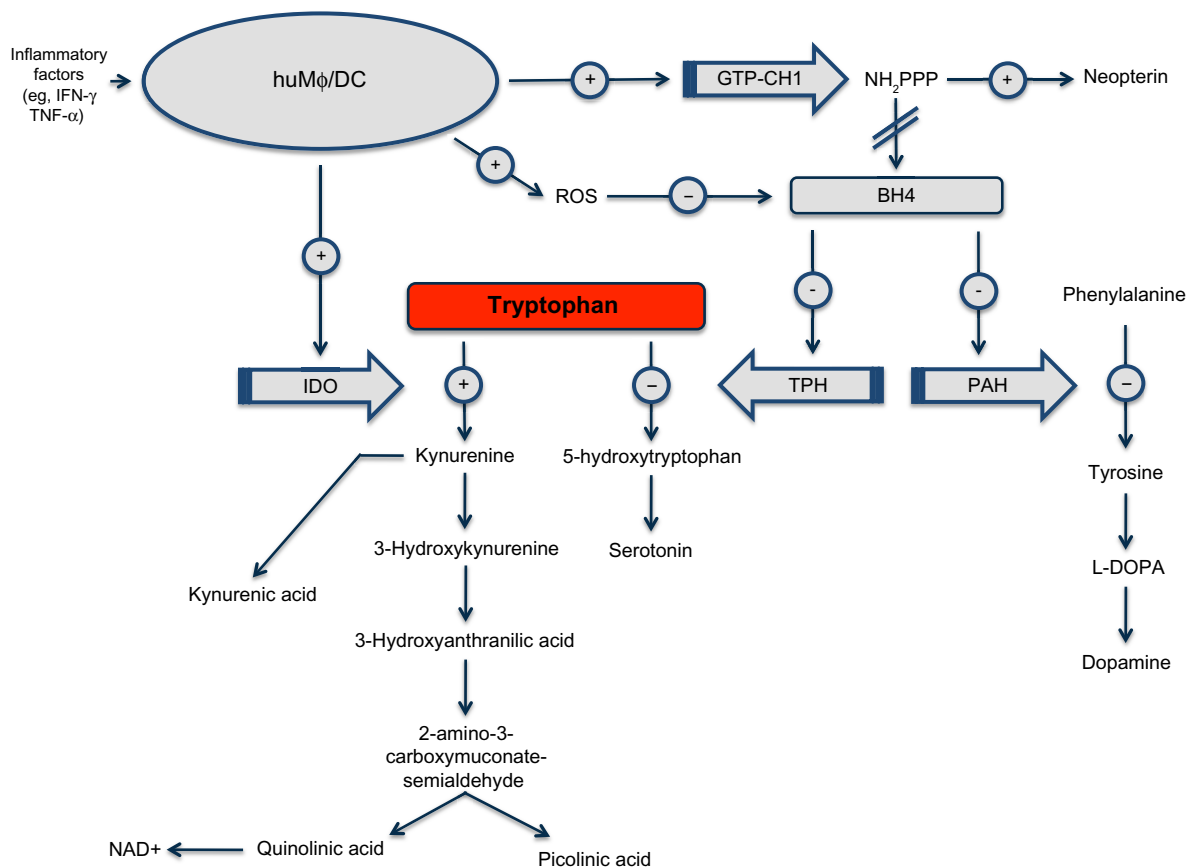 Inflammatory
factors
(eg, IFN-γ
TNF-α)
huMϕ/DC
+
GTP-CH1
NH2PPP
+
Neopterin
+
ROS
–
BH4
+
-
-
Phenylalanine
Tryptophan
IDO
+
–
TPH
PAH
–
Kynurenine
5-hydroxytryptophan
Tyrosine
3-Hydroxykynurenine
Serotonin
L-DOPA
Kynurenic acid
3-Hydroxyanthranilic acid
Dopamine
2-amino-3-
carboxymuconate-
semialdehyde
NAD+
Quinolinic acid
Picolinic acid